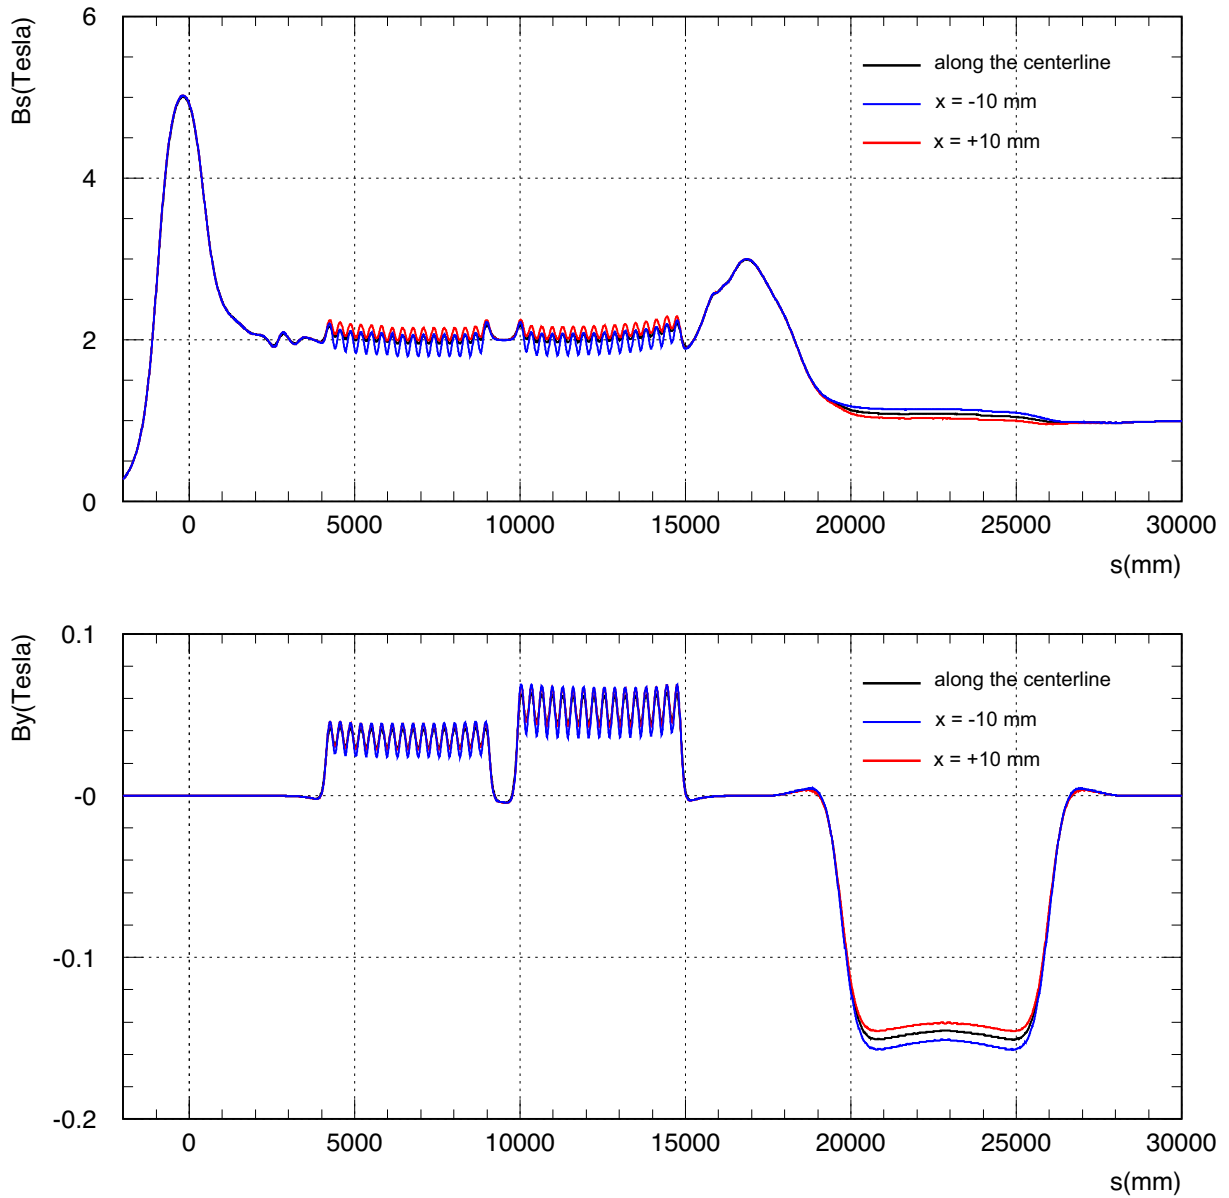 Bs(Tesla)
6
4
2
0
along the centerline
x = -10 mm
x = +10 mm
0 5000 10000 15000 20000 25000 30000
s(mm)
By(Tesla)
0.1
-0
-0.1
-0.2
along the centerline
x = -10 mm
x = +10 mm
0 5000 10000 15000 20000 25000 30000
s(mm)